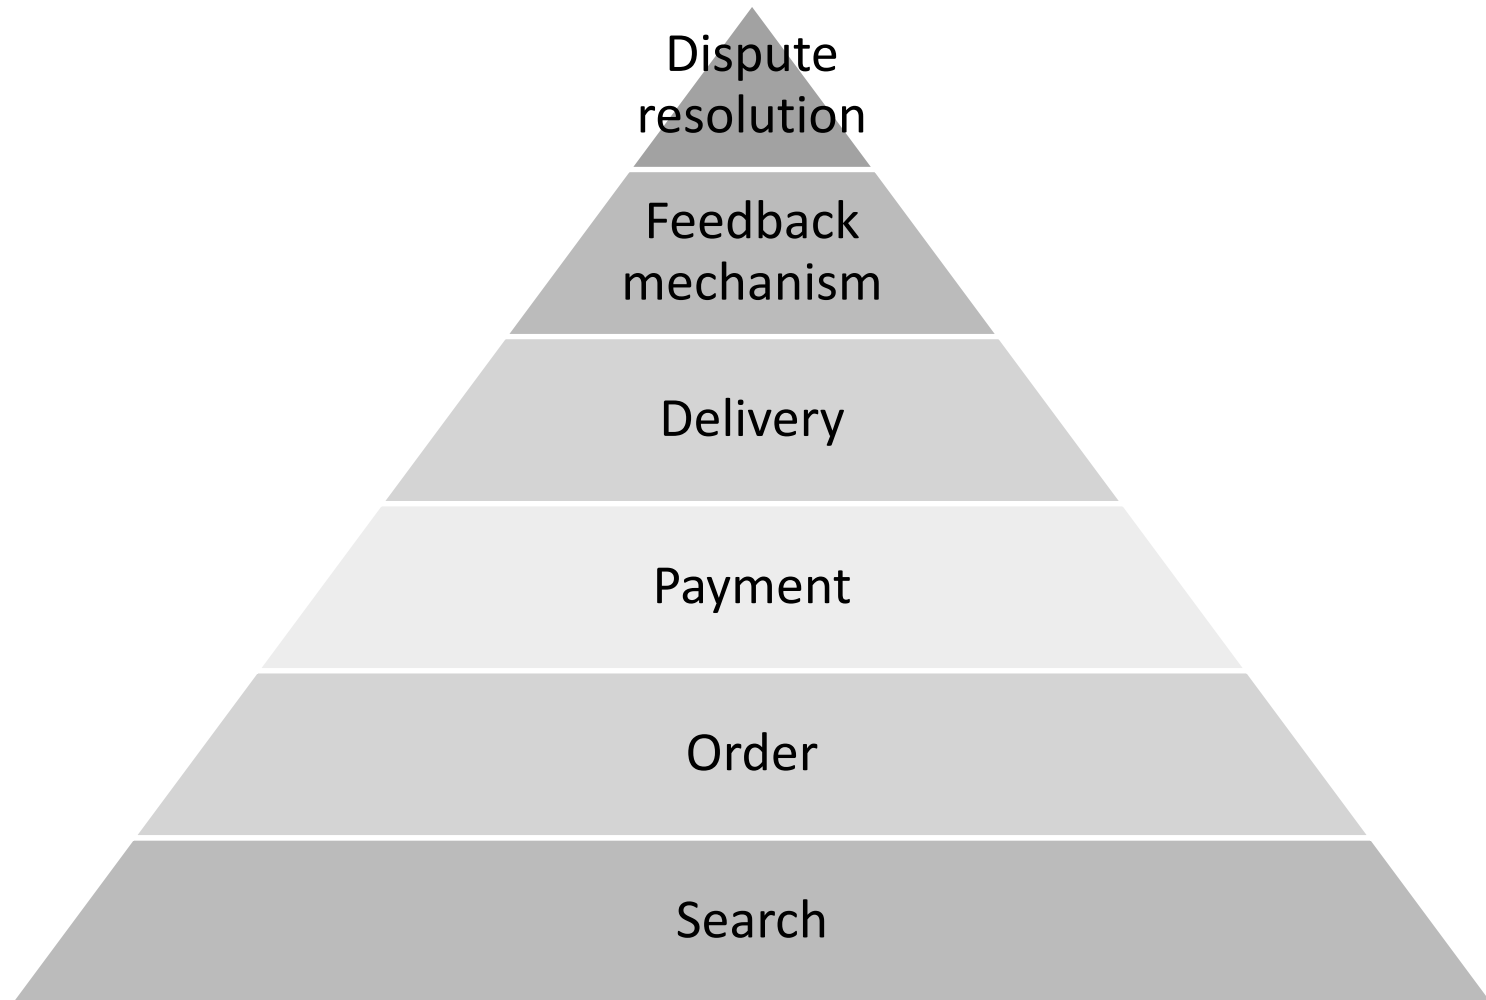 Dispute
resolution
Feedback
mechanism
Delivery
Payment
Order
Search